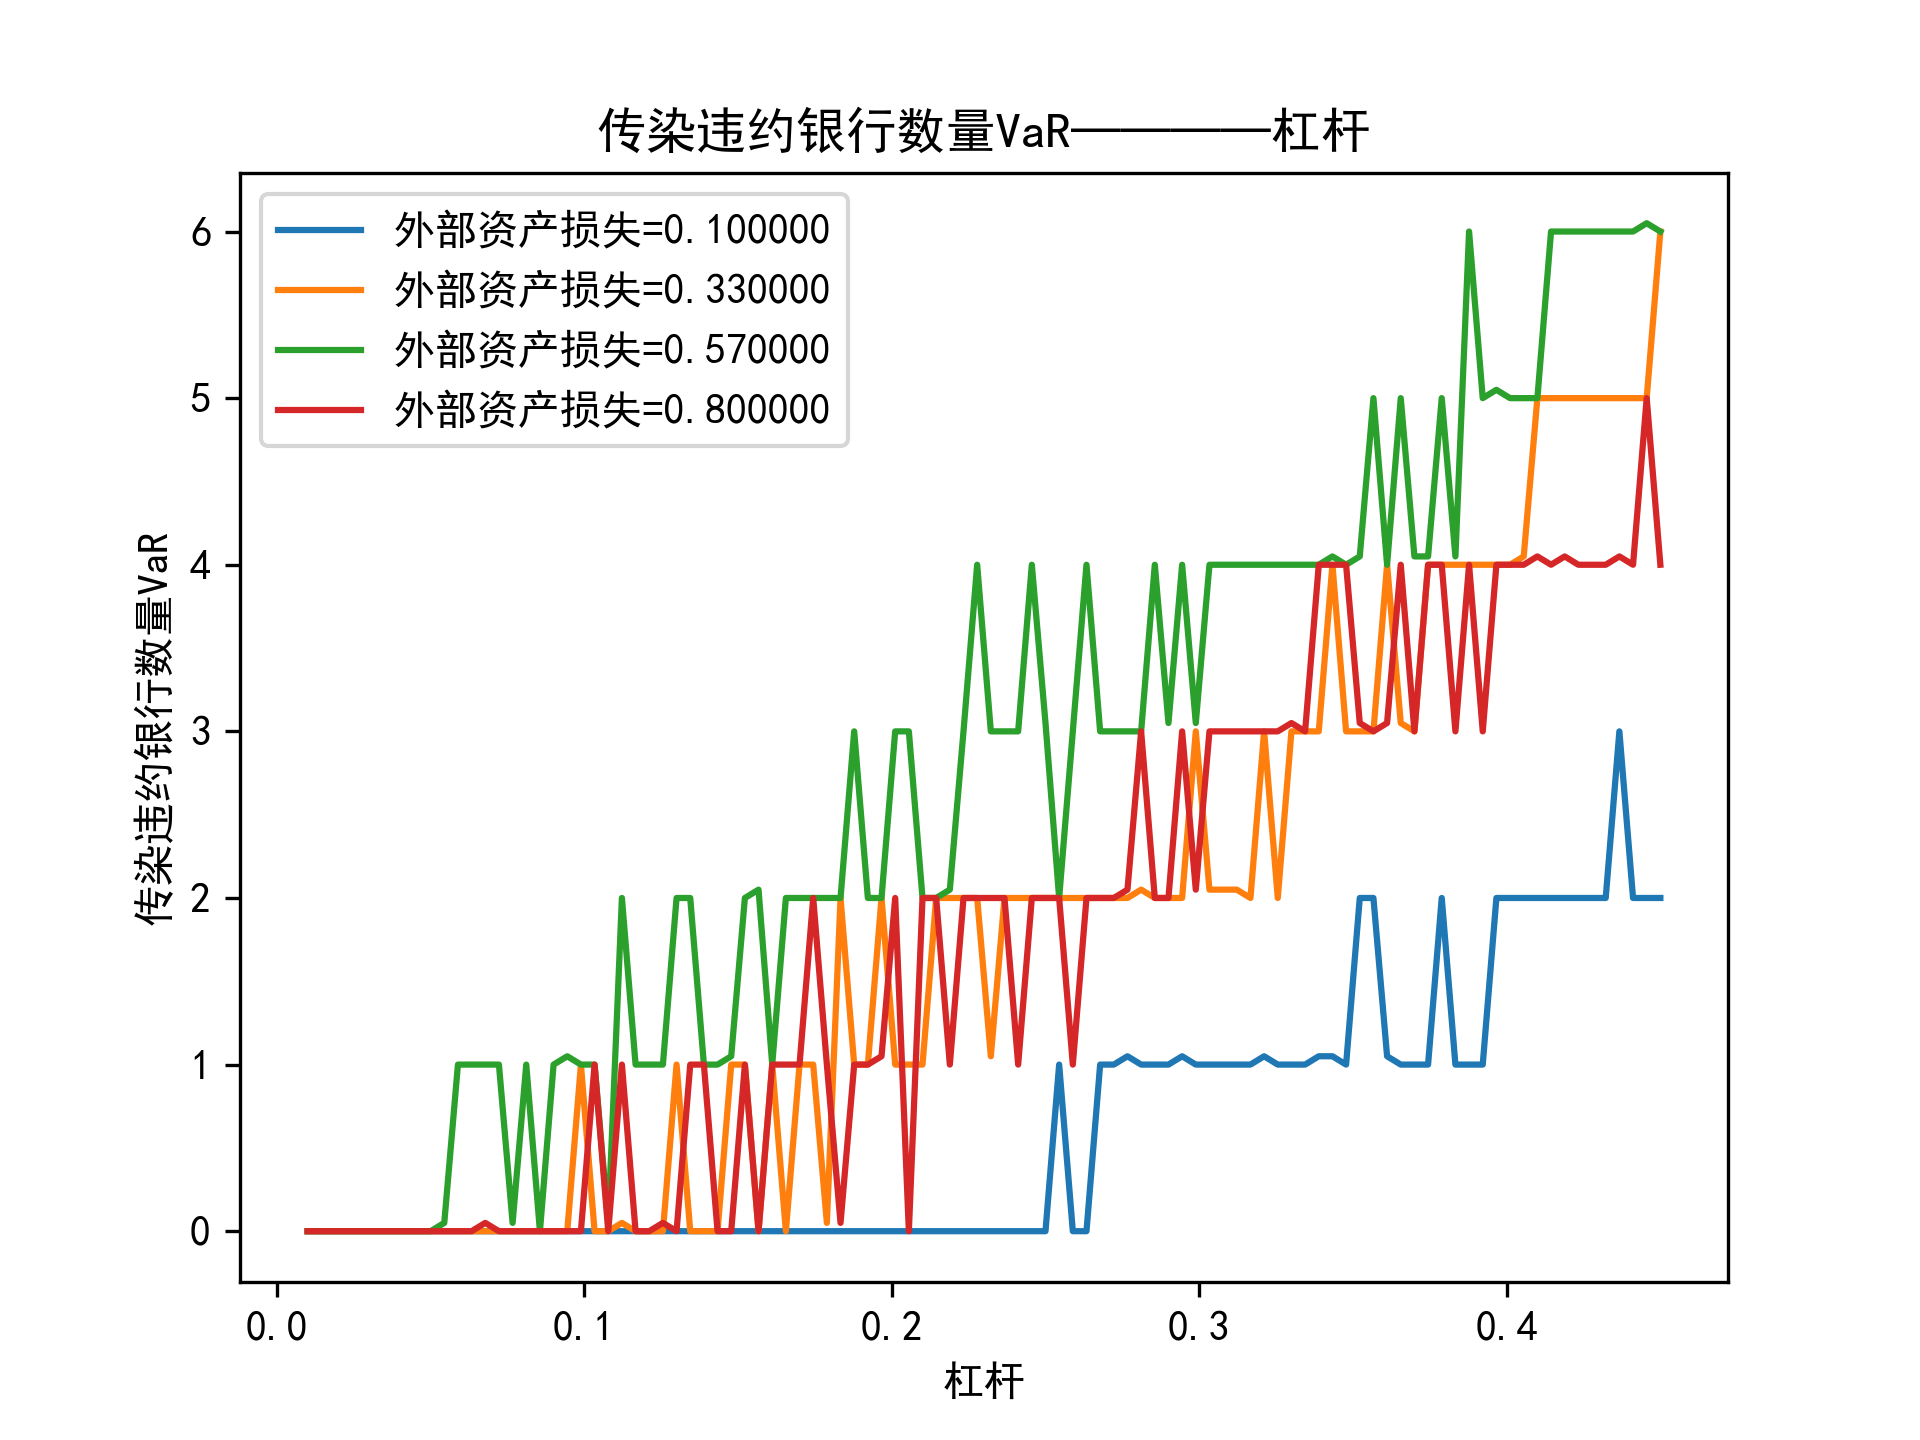 传染违约银行数量VaR————杠杆
外部资产损失=0.100000
外部资产损失=0.330000
外部资产损失=0.570000
外部资产损失=0.800000
传染违约银行数量VaR
6
5
4
3
2
1
0
0.0 0.1 0.2 0.3 0.4
杠杆